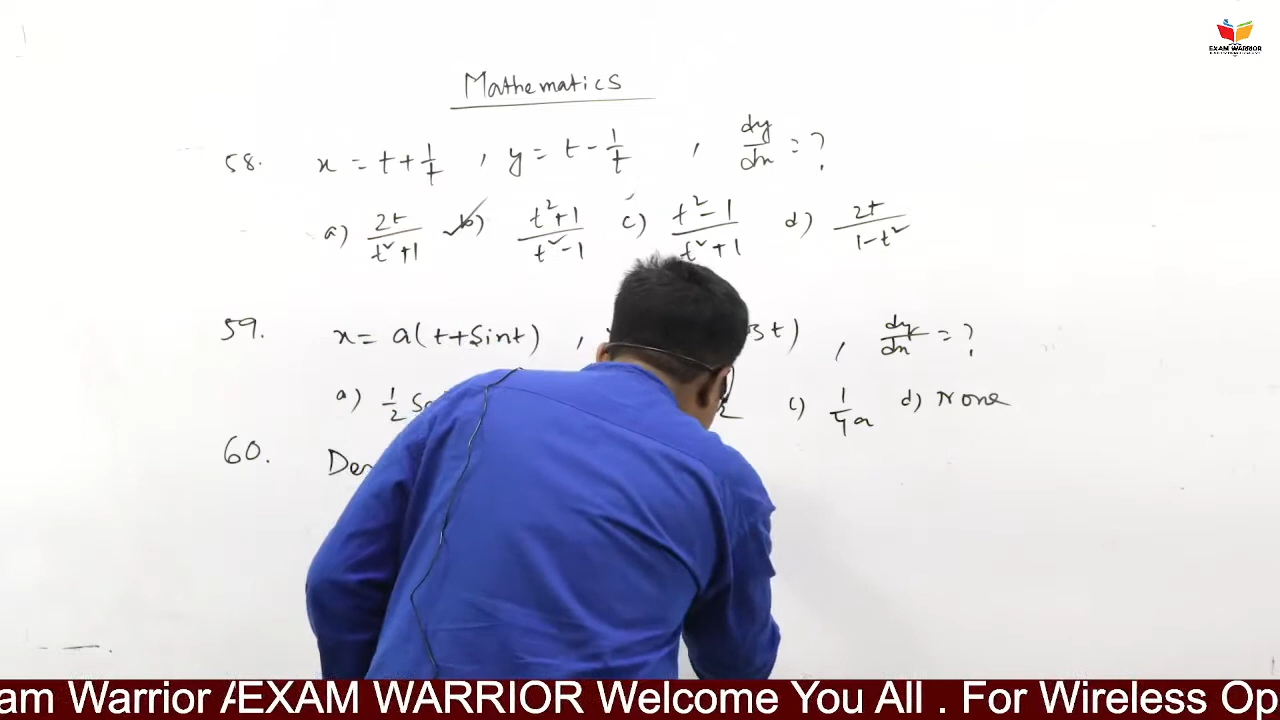 EXAM WARRIOR
Mathematics
58. x = t + 1/t , y = t - 1/t , dy/dx = ?
a) 2t/t²+1 b) t²+1/t²-1 c) t²-1/t²+1 d) 2t/1-t²
59. x = a(t+sint) , t) , dy/dx = ?
a) 1/2 c) 1/4a d) None
60.
am Warrior EXAM WARRIOR Welcome You All . For Wireless Op